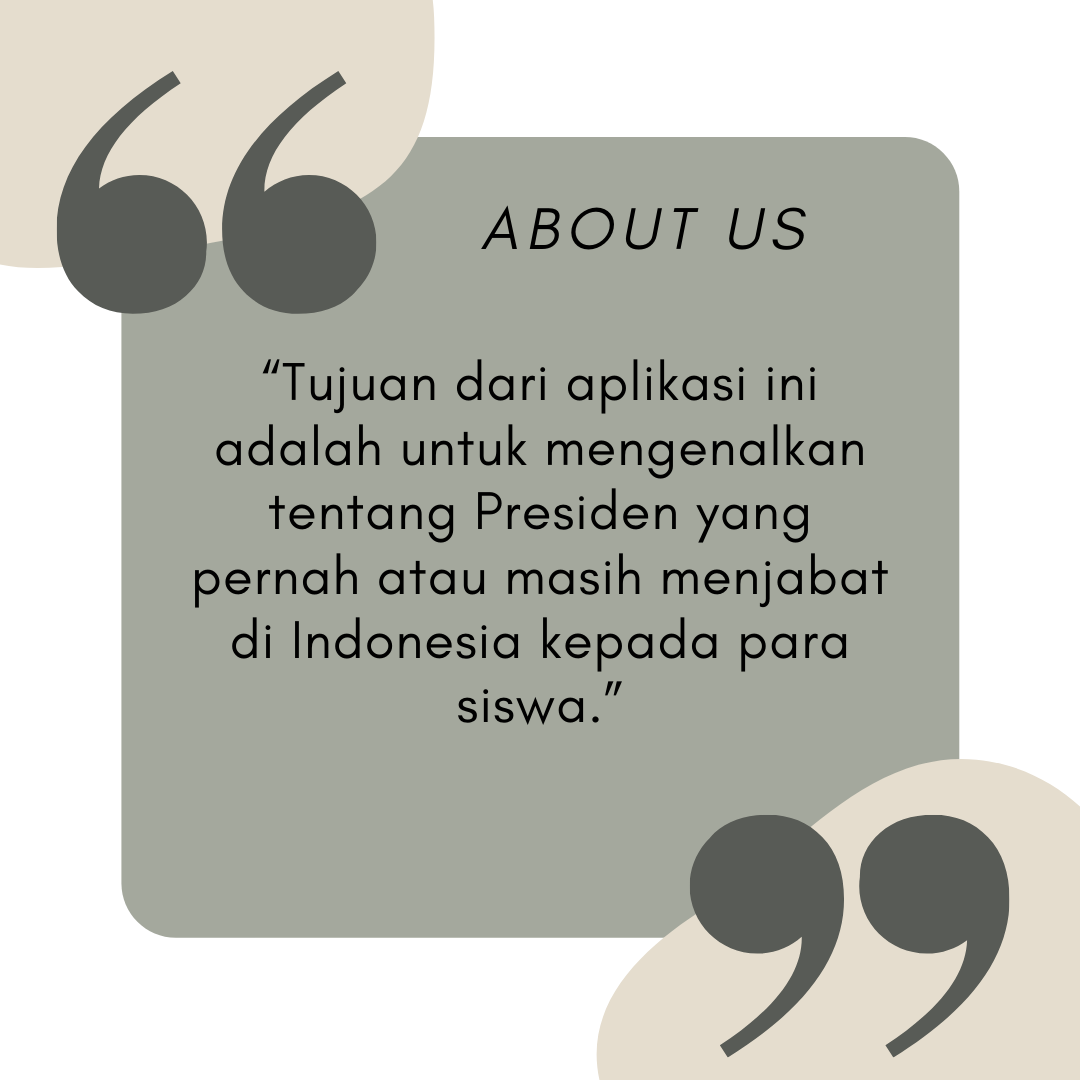 ABOUT US
“Tujuan dari aplikasi ini
adalah untuk mengenalkan
tentang Presiden yang
pernah atau masih menjabat
di Indonesia kepada para
siswa.”